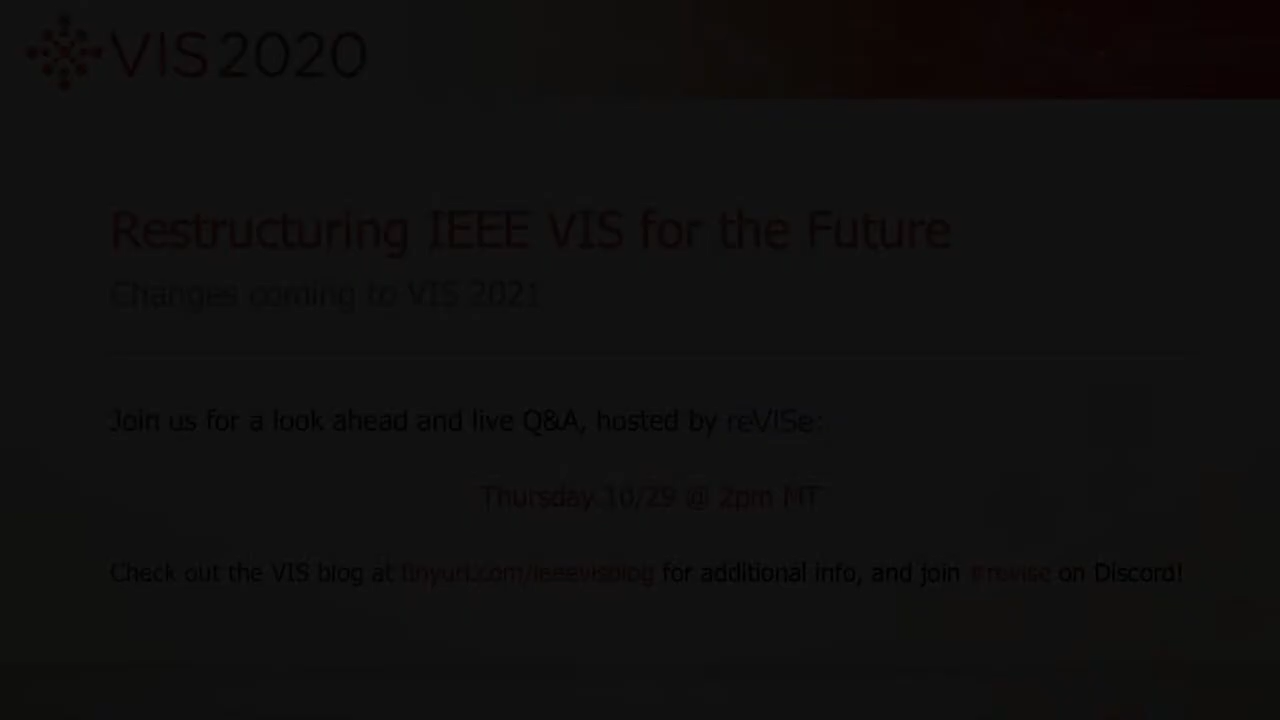 VIS2020
Restructuring IEEE VIS for the Future
Changes coming to VIS 2021
Join us for a look ahead and live Q&A, hosted by reVISe:
Thursday 10/29 @ 2pm MT
Check out the VIS blog at tinyurl.com/ieeevisblog for additional info, and join #revise on Discord!